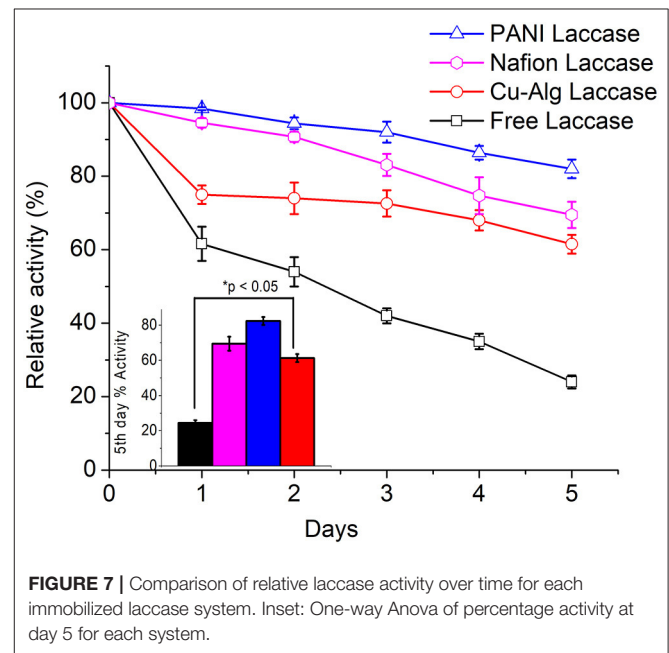 PANI Laccase
Nafion Laccase
Cu-Alg Laccase
Free Laccase
Relative activity (%)
100
80
60
40
20
0
*p < 0.05
5th day % Activity
80
60
40
20
0
0 1 2 3 4 5
Days
FIGURE 7 | Comparison of relative laccase activity over time for each
immobilized laccase system. Inset: One-way Anova of percentage activity at
day 5 for each system.